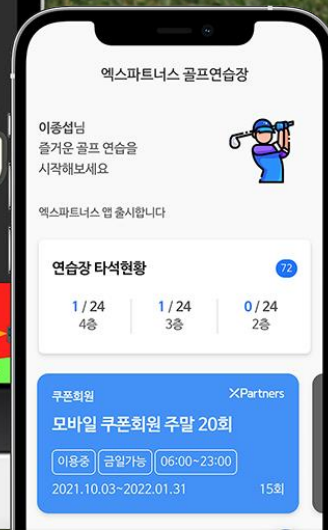 엑스파트너스 골프연습장
이종섭님
즐거운 골프 연습을
시작해보세요
엑스파트너스 앱 출시합니다
연습장 타석현황
72
1 / 24
1 / 24
0 / 24
4층
3층
2층
쿠폰회원
XPartners
모바일 쿠폰회원 주말 20회
이용중
금일가능
06:00~23:00
2021.10.03~2022.01.31
15회